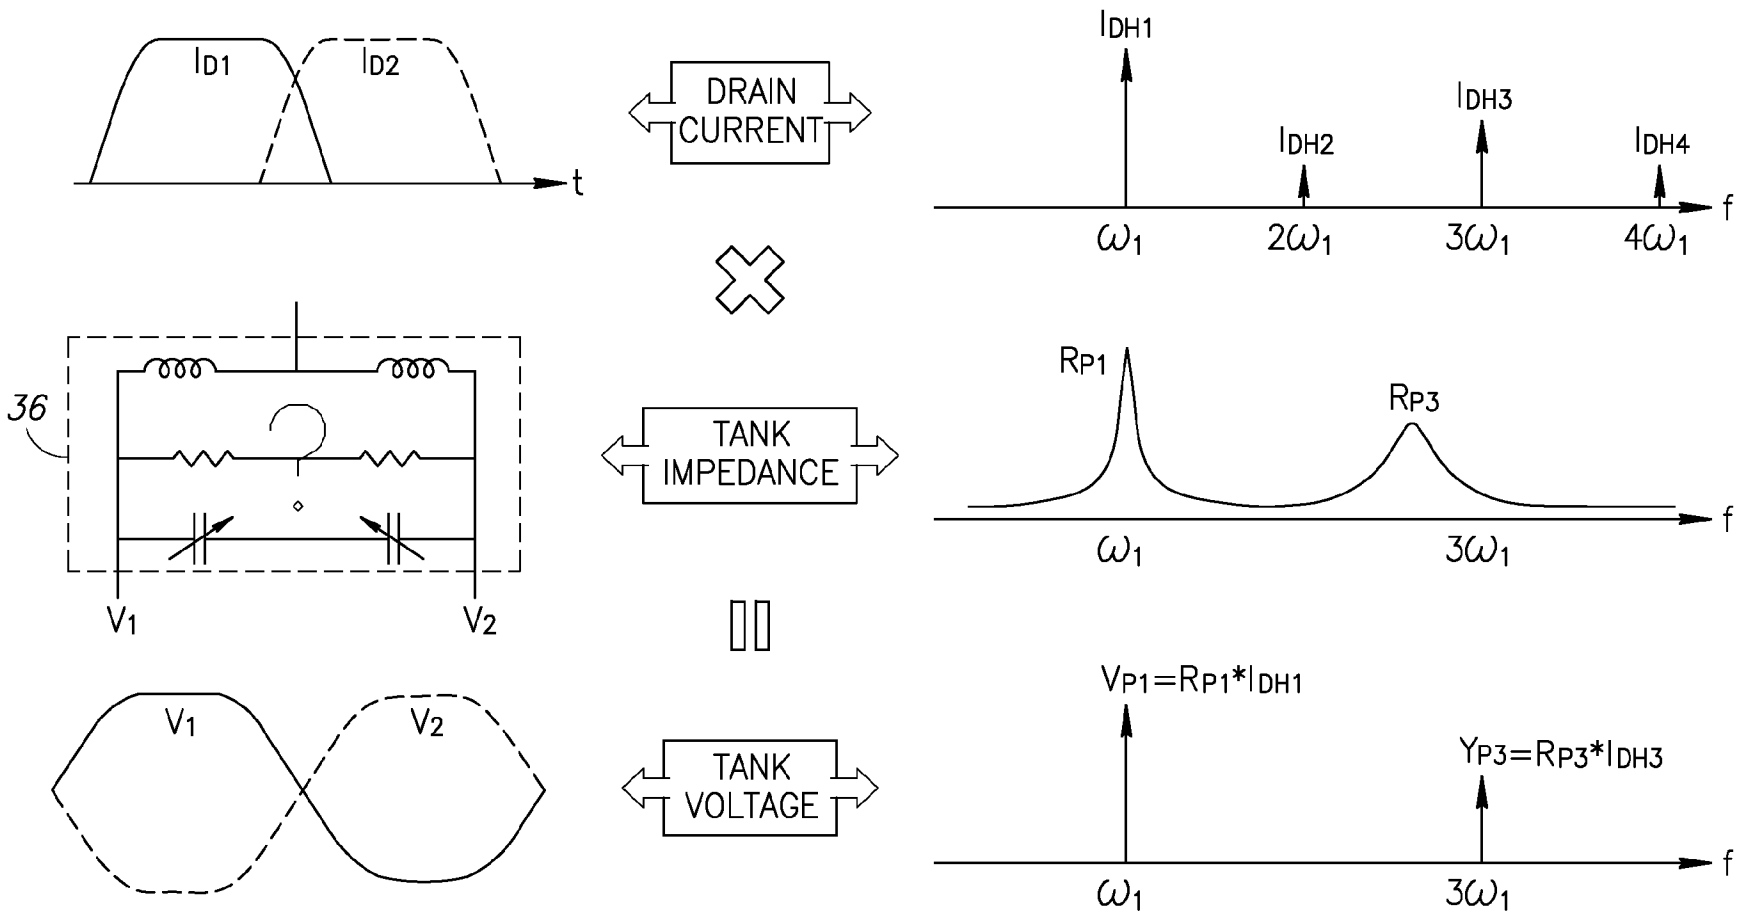 ID1
ID2
t
DRAIN
CURRENT
IDH1
IDH2
IDH3
IDH4
f
ω1
2ω1
3ω1
4ω1
36
V1
V2
TANK
IMPEDANCE
RP1
RP3
f
ω1
3ω1
V1
V2
TANK
VOLTAGE
VP1=RP1*IDH1
YP3=RP3*IDH3
f
ω1
3ω1